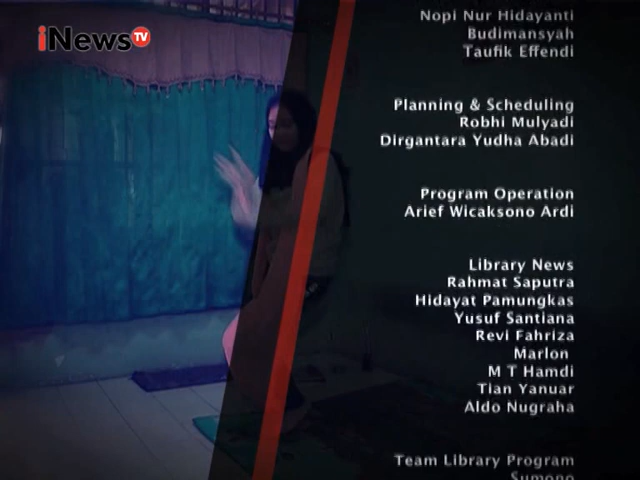 iNews TV
Nopi Nur Hidayanti
Budimansyah
Taufik Effendi
Planning & Scheduling
Robhi Mulyadi
Dirgantara Yudha Abadi
Program Operation
Arief Wicaksono Ardi
Library News
Rahmat Saputra
Hidayat Pamungkas
Yusuf Santiana
Revi Fahriza
Marlon
M T Hamdi
Tian Yanuar
Aldo Nugraha
Team Library Program
Sumono